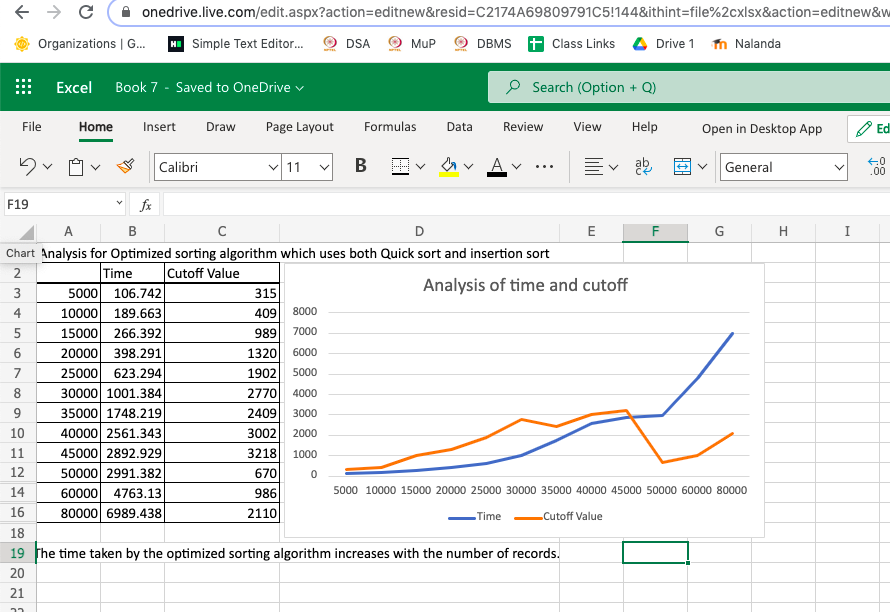 onedrive.live.com/edit.aspx?action=editnew&resid=C2174A69809791C5!144&ithint=file%2cxlsx&action=editnew&w
Organizations | G... Simple Text Editor... DSA MuP DBMS Class Links Drive 1 Nalanda
Excel Book 7 - Saved to OneDrive Search (Option + Q)
File Home Insert Draw Page Layout Formulas Data Review View Help Open in Desktop App Ed
Calibri 11 B General
F19 fx
A B C D E F G H I
Chart Analysis for Optimized sorting algorithm which uses both Quick sort and insertion sort
2 Time Cutoff Value
3 5000 106.742 315
4 10000 189.663 409
5 15000 266.392 989
6 20000 398.291 1320
7 25000 623.294 1902
8 30000 1001.384 2770
9 35000 1748.219 2409
10 40000 2561.343 3002
11 45000 2892.929 3218
12 50000 2991.382 670
14 60000 4763.13 986
16 80000 6989.438 2110
Analysis of time and cutoff
8000
7000
6000
5000
4000
3000
2000
1000
0
5000 10000 15000 20000 25000 30000 35000 40000 45000 50000 60000 80000
Time Cutoff Value
18
19 The time taken by the optimized sorting algorithm increases with the number of records.
20
21